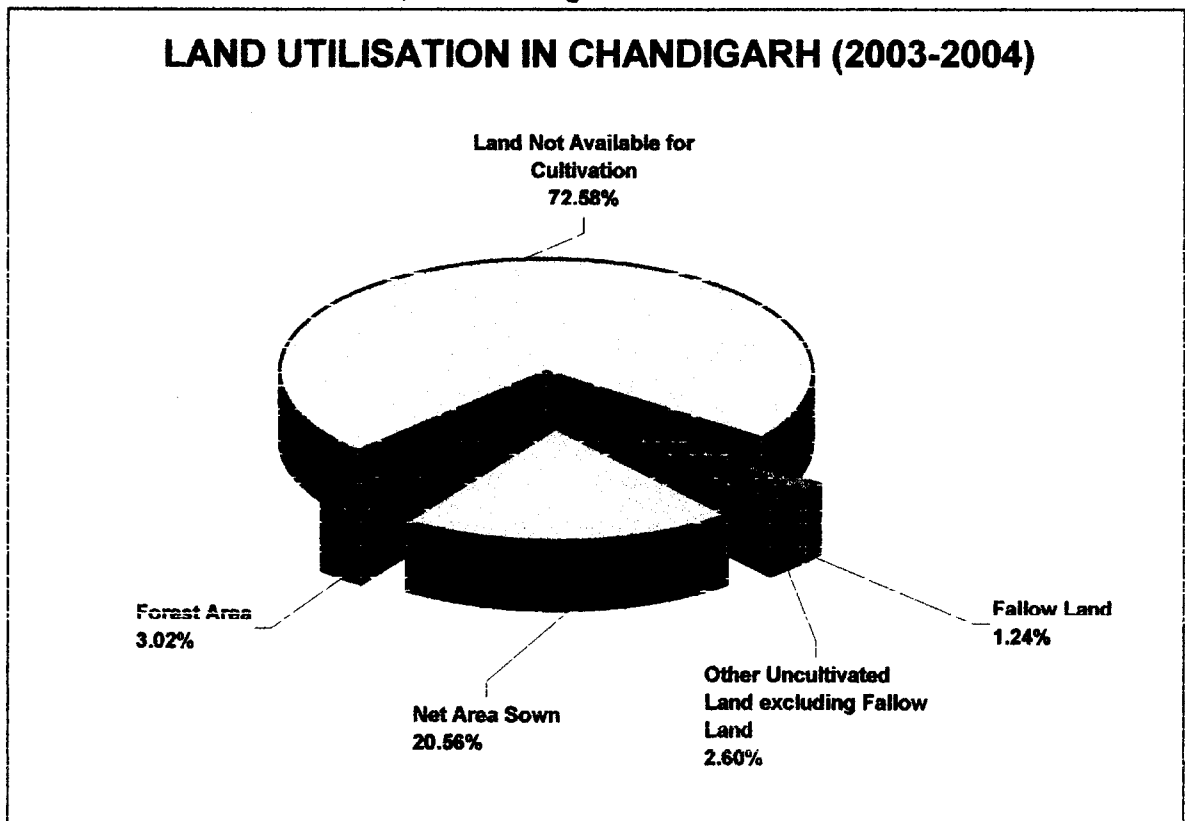 LAND UTILISATION IN CHANDIGARH (2003-2004)
Land Not Available for
Cultivation
72.58%
Forest Area
3.02%
Net Area Sown
20.56%
Other Uncultivated
Land excluding Fallow
Land
2.60%
Fallow Land
1.24%